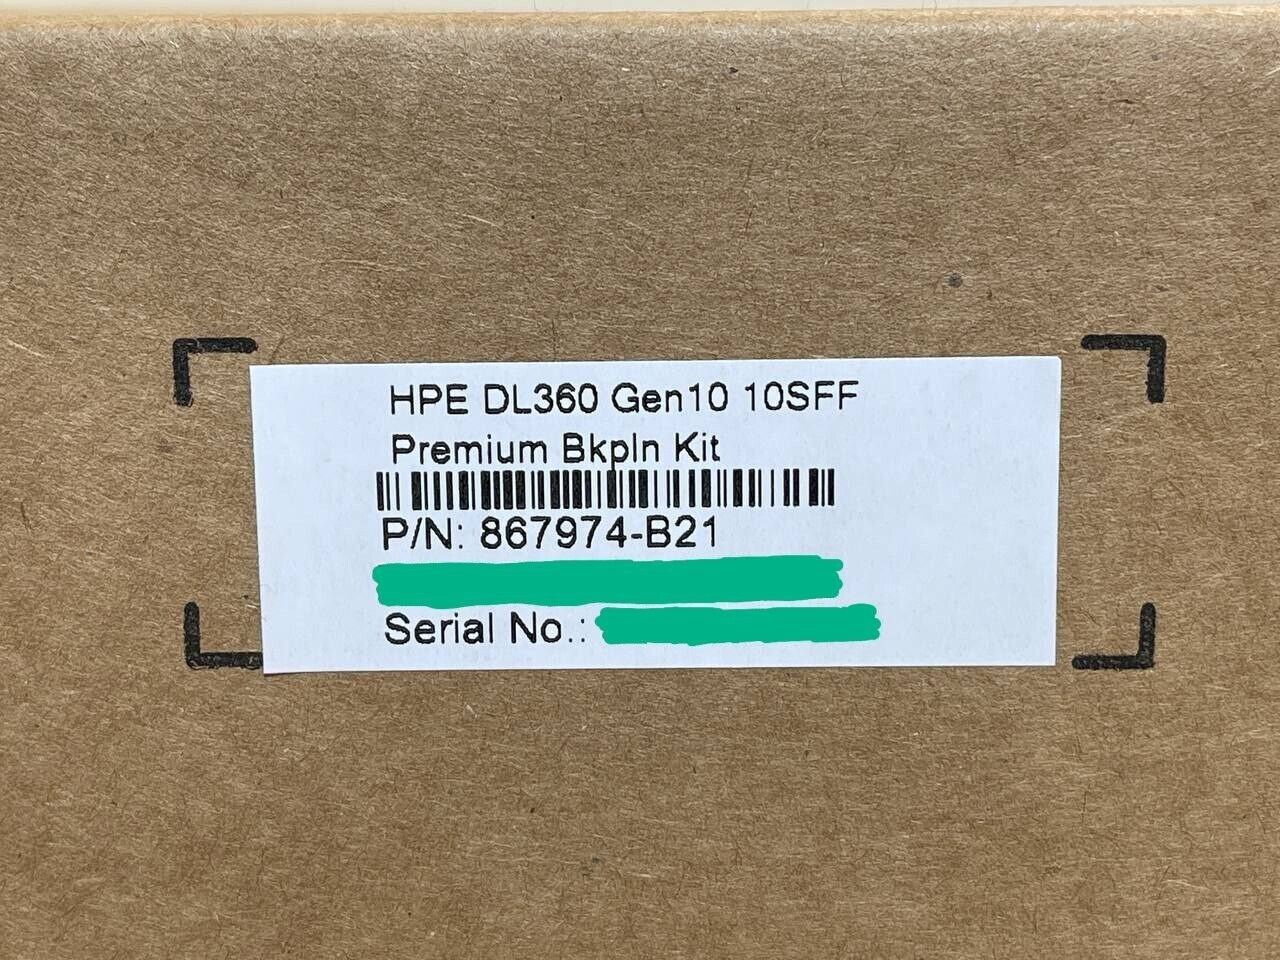 HPE DL360 Gen10 10SFF
Premium Bkpln Kit
P/N: 867974-B21
Serial No.: